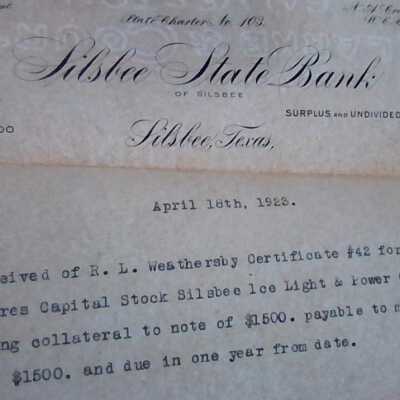 State Charter No 103.
Silsbee State Bank
OF SILSBEE
SURPLUS AND UNDIVIDED
Silsbee, Texas,
April 18th, 1923.
eived of R. L. Weathersby Certificate #42 for
res Capital Stock Silsbee Ice Light & Power
ng collateral to note of $1500. payable to m
$1500. and due in one year from date.